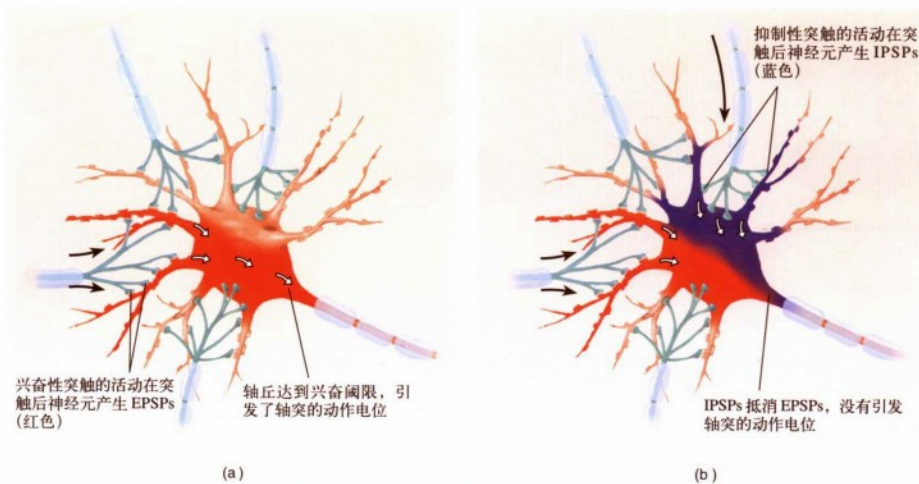 兴奋性突触的活动在突
触后神经元产生 EPSPs
(红色)
轴丘达到兴奋阈限，引
发了轴突的动作电位
(a)
抑制性突触的活动在突
触后神经元产生 IPSPs
(蓝色)
IPSPs 抵消 EPSPs，没有引发
轴突的动作电位
(b)